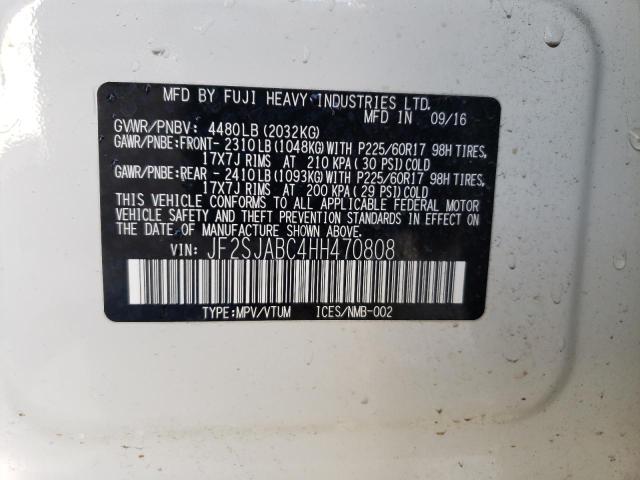 MFD BY FUJI HEAVY INDUSTRIES LTD.
MFD IN 09/16
GVWR/PNBV: 4480LB (2032KG)
GAWR/PNBE:FRONT- 2310LB(1048KG)WITH P225/60R17 98H TIRES,
17X7J RIMS AT 210 KPA ( 30 PSI)COLD
GAWR/PNBE:REAR - 2410LB(1093KG)WITH P225/60R17 98H TIRES,
17X7J RIMS AT 200 KPA (29 PSI)COLD
THIS VEHICLE CONFORMS TO ALL APPLICABLE FEDERAL MOTOR
VEHICLE SAFETY AND THEFT PREVENTION STANDARDS IN EFFECT ON
THE DATE OF MANUFACTURE SHOWN ABOVE.
VIN: JF2SJABC4HH470808
TYPE:MPV/VTUM ICES/NMB-002